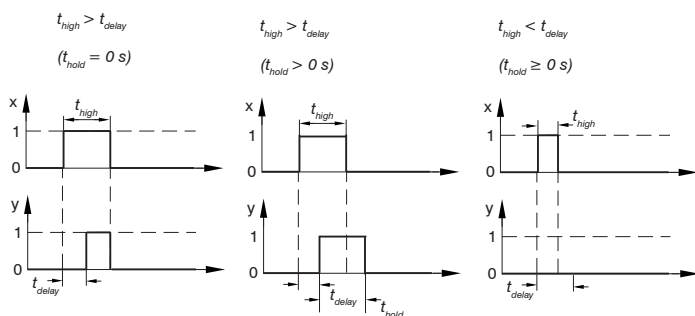 t_high > t_delay
(t_hold = 0 s)
x
t_high
1
0
y
1
0
t_delay
t_high > t_delay
(t_hold > 0 s)
x
t_high
1
0
y
1
0
t_delay
t_hold
t_high < t_delay
(t_hold ≥ 0 s)
x
1
t_high
0
y
1
0
t_delay